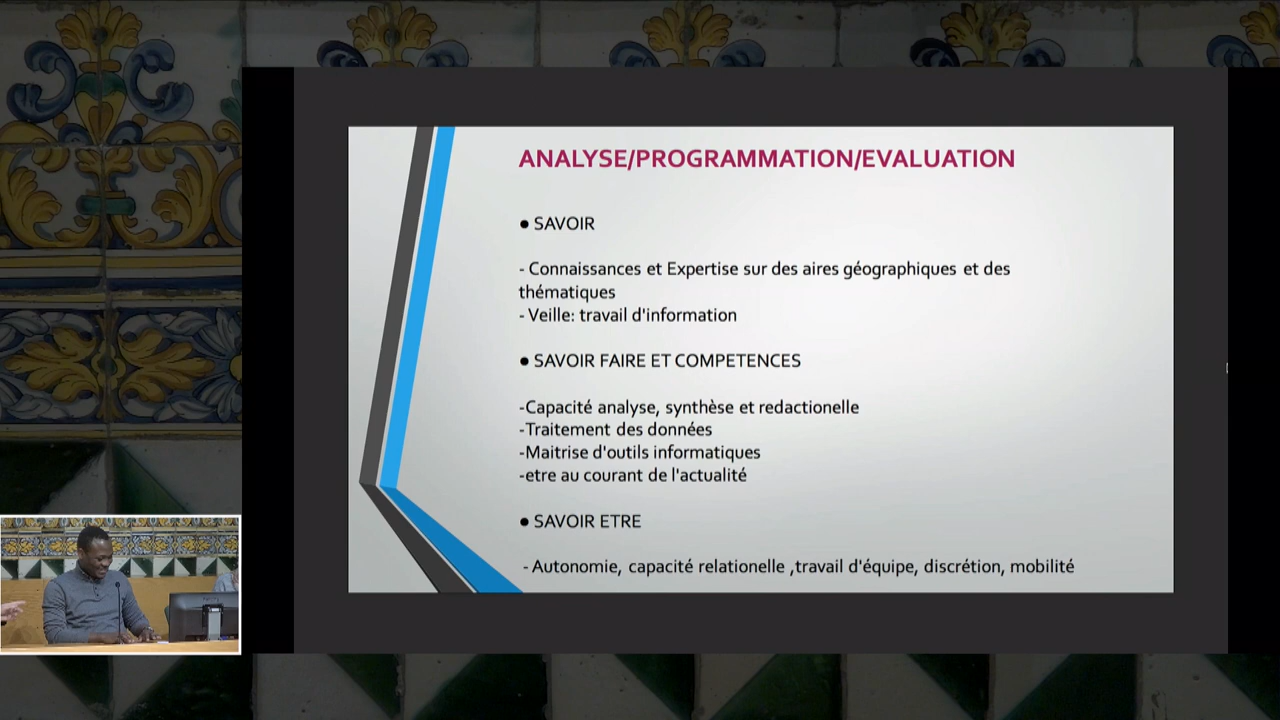 ANALYSE/PROGRAMMATION/EVALUATION
● SAVOIR
- Connaissances et Expertise sur des aires géographiques et des
thématiques
- Veille: travail d'information
● SAVOIR FAIRE ET COMPETENCES
-Capacité analyse, synthèse et redactionelle
-Traitement des données
-Maitrise d'outils informatiques
-etre au courant de l'actualité
● SAVOIR ETRE
- Autonomie, capacité relationelle ,travail d'équipe, discrétion, mobilité